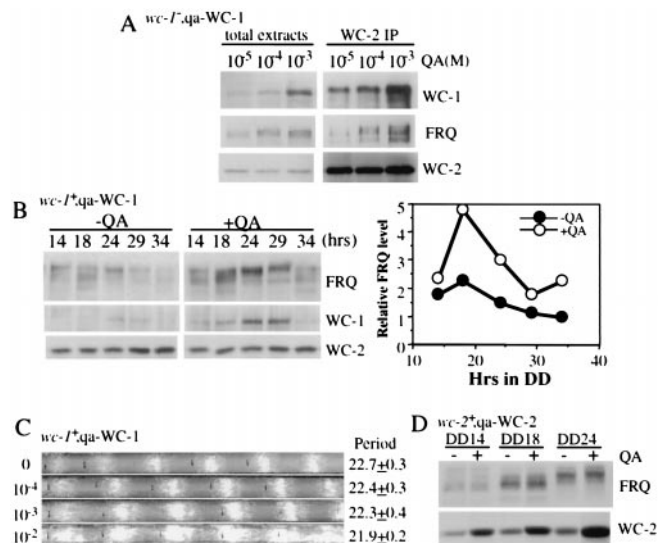 A wc-1-.qa-WC-1
total extracts WC-2 IP
10-5 10-4 10-3 10-5 10-4 10-3 QA(M)
WC-1
FRQ
WC-2
B wc-1+.qa-WC-1
-QA +QA
14 18 24 29 34 14 18 24 29 34 (hrs)
FRQ
WC-1
WC-2
Relative FRQ level
5
4
3
2
1
0
-QA
+QA
10 20 30 40
Hrs in DD
C wc-1+.qa-WC-1
Period
0 22.7±0.3
10-4 22.4±0.3
10-3 22.3±0.4
10-2 21.9±0.2
D wc-2+.qa-WC-2
DD14 DD18 DD24
- + - + - + QA
FRQ
WC-2